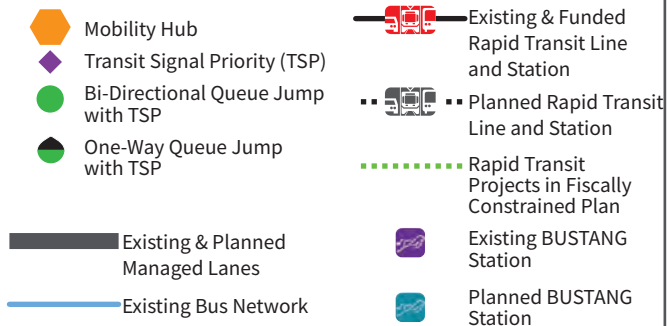 Mobility Hub
Transit Signal Priority (TSP)
Bi-Directional Queue Jump
with TSP
One-Way Queue Jump
with TSP
Existing & Planned
Managed Lanes
Existing Bus Network
Existing & Funded
Rapid Transit Line
and Station
Planned Rapid Transit
Line and Station
Rapid Transit
Projects in Fiscally
Constrained Plan
Existing BUSTANG
Station
Planned BUSTANG
Station